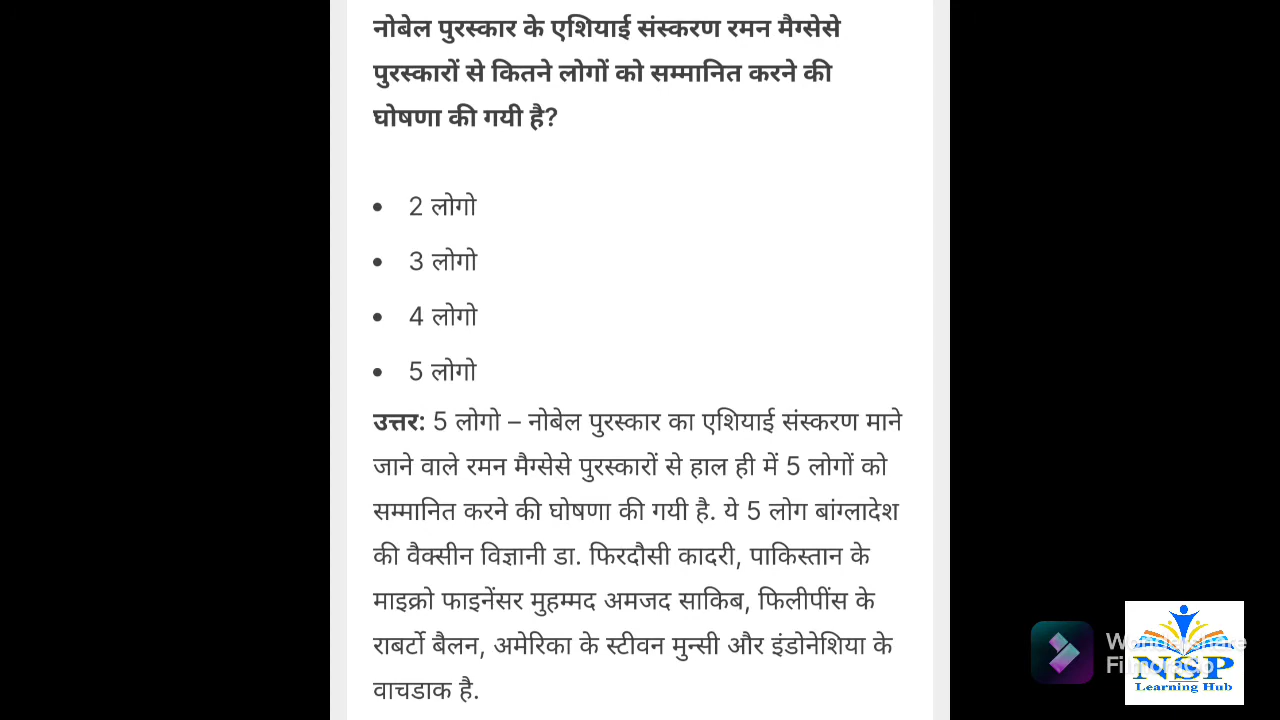 नोबेल पुरस्कार के एशियाई संस्करण रमन मैग्सेसे
पुरस्कारों से कितने लोगों को सम्मानित करने की
घोषणा की गयी है?
• 2 लोगो
• 3 लोगो
• 4 लोगो
• 5 लोगो
उत्तर: 5 लोगो – नोबेल पुरस्कार का एशियाई संस्करण माने
जाने वाले रमन मैग्सेसे पुरस्कारों से हाल ही में 5 लोगों को
सम्मानित करने की घोषणा की गयी है. ये 5 लोग बांग्लादेश
की वैक्सीन विज्ञानी डा. फिरदौसी कादरी, पाकिस्तान के
माइक्रो फाइनेंसर मुहम्मद अमजद साकिब, फिलीपींस के
राबर्टो बैलन, अमेरिका के स्टीवन मुन्सी और इंडोनेशिया के
वाचडाक है.
Wondershare
Filmora
NSP
Learning Hub